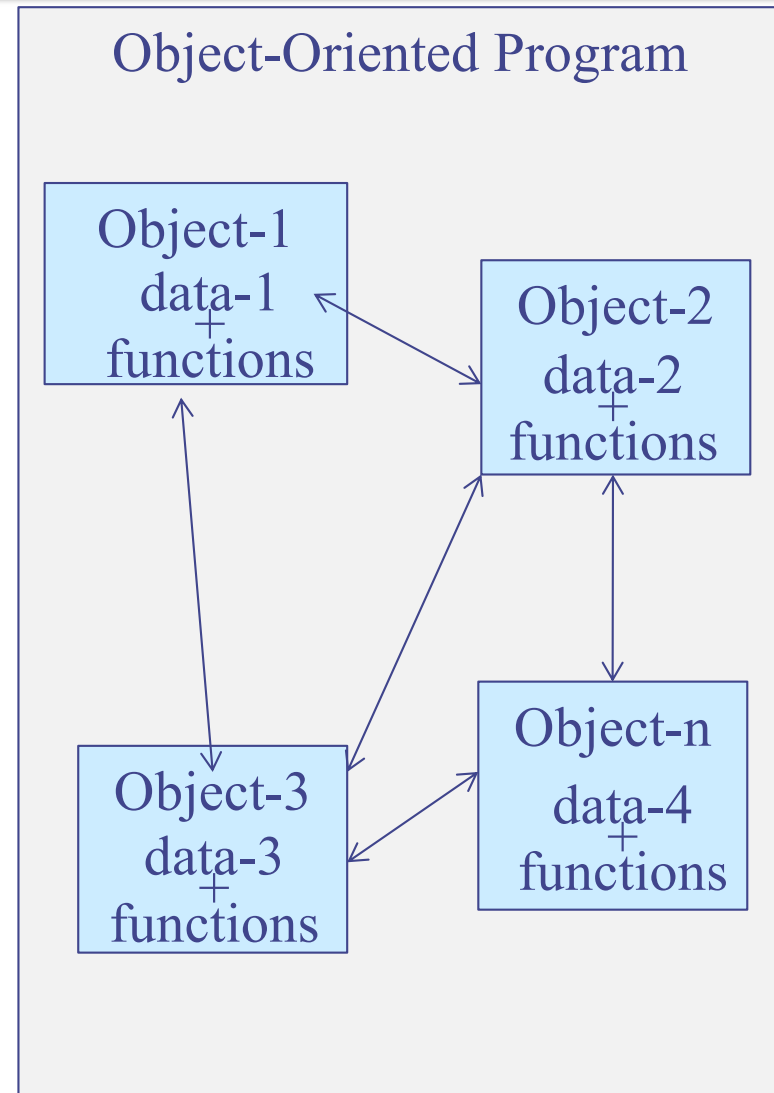 Object-Oriented Program
Object-1
data-1
+
functions
Object-2
data-2
+
functions
Object-3
data-3
+
functions
Object-n
data-4
+
functions